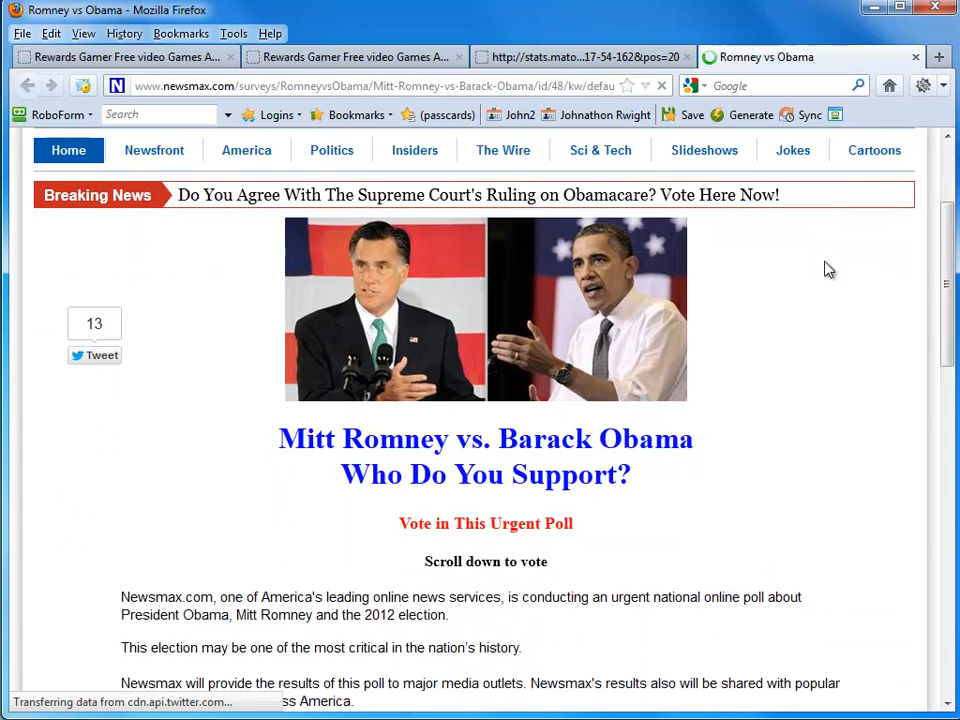 Romney vs Obama - Mozilla Firefox
File Edit View History Bookmarks Tools Help
Rewards Gamer Free video Games A... × Rewards Gamer Free video Games A... × http://stats.mato...17-54-162&pos=20 × Romney vs Obama × +
N www.newsmax.com/surveys/RomneyvsObama/Mitt-Romney-vs-Barack-Obama/id/48/kw/defau Google
RoboForm Search Logins Bookmarks (passcards) John2 Johnathon Rwight Save Generate Sync
Home Newsfront America Politics Insiders The Wire Sci & Tech Slideshows Jokes Cartoons
Breaking News Do You Agree With The Supreme Court's Ruling on Obamacare? Vote Here Now!
13
Tweet
Mitt Romney vs. Barack Obama
Who Do You Support?
Vote in This Urgent Poll
Scroll down to vote
Newsmax.com, one of America's leading online news services, is conducting an urgent national online poll about
President Obama, Mitt Romney and the 2012 election.
This election may be one of the most critical in the nation's history.
Newsmax will provide the results of this poll to major media outlets. Newsmax's results also will be shared with popular
ss America.
Transferring data from cdn.api.twitter.com...